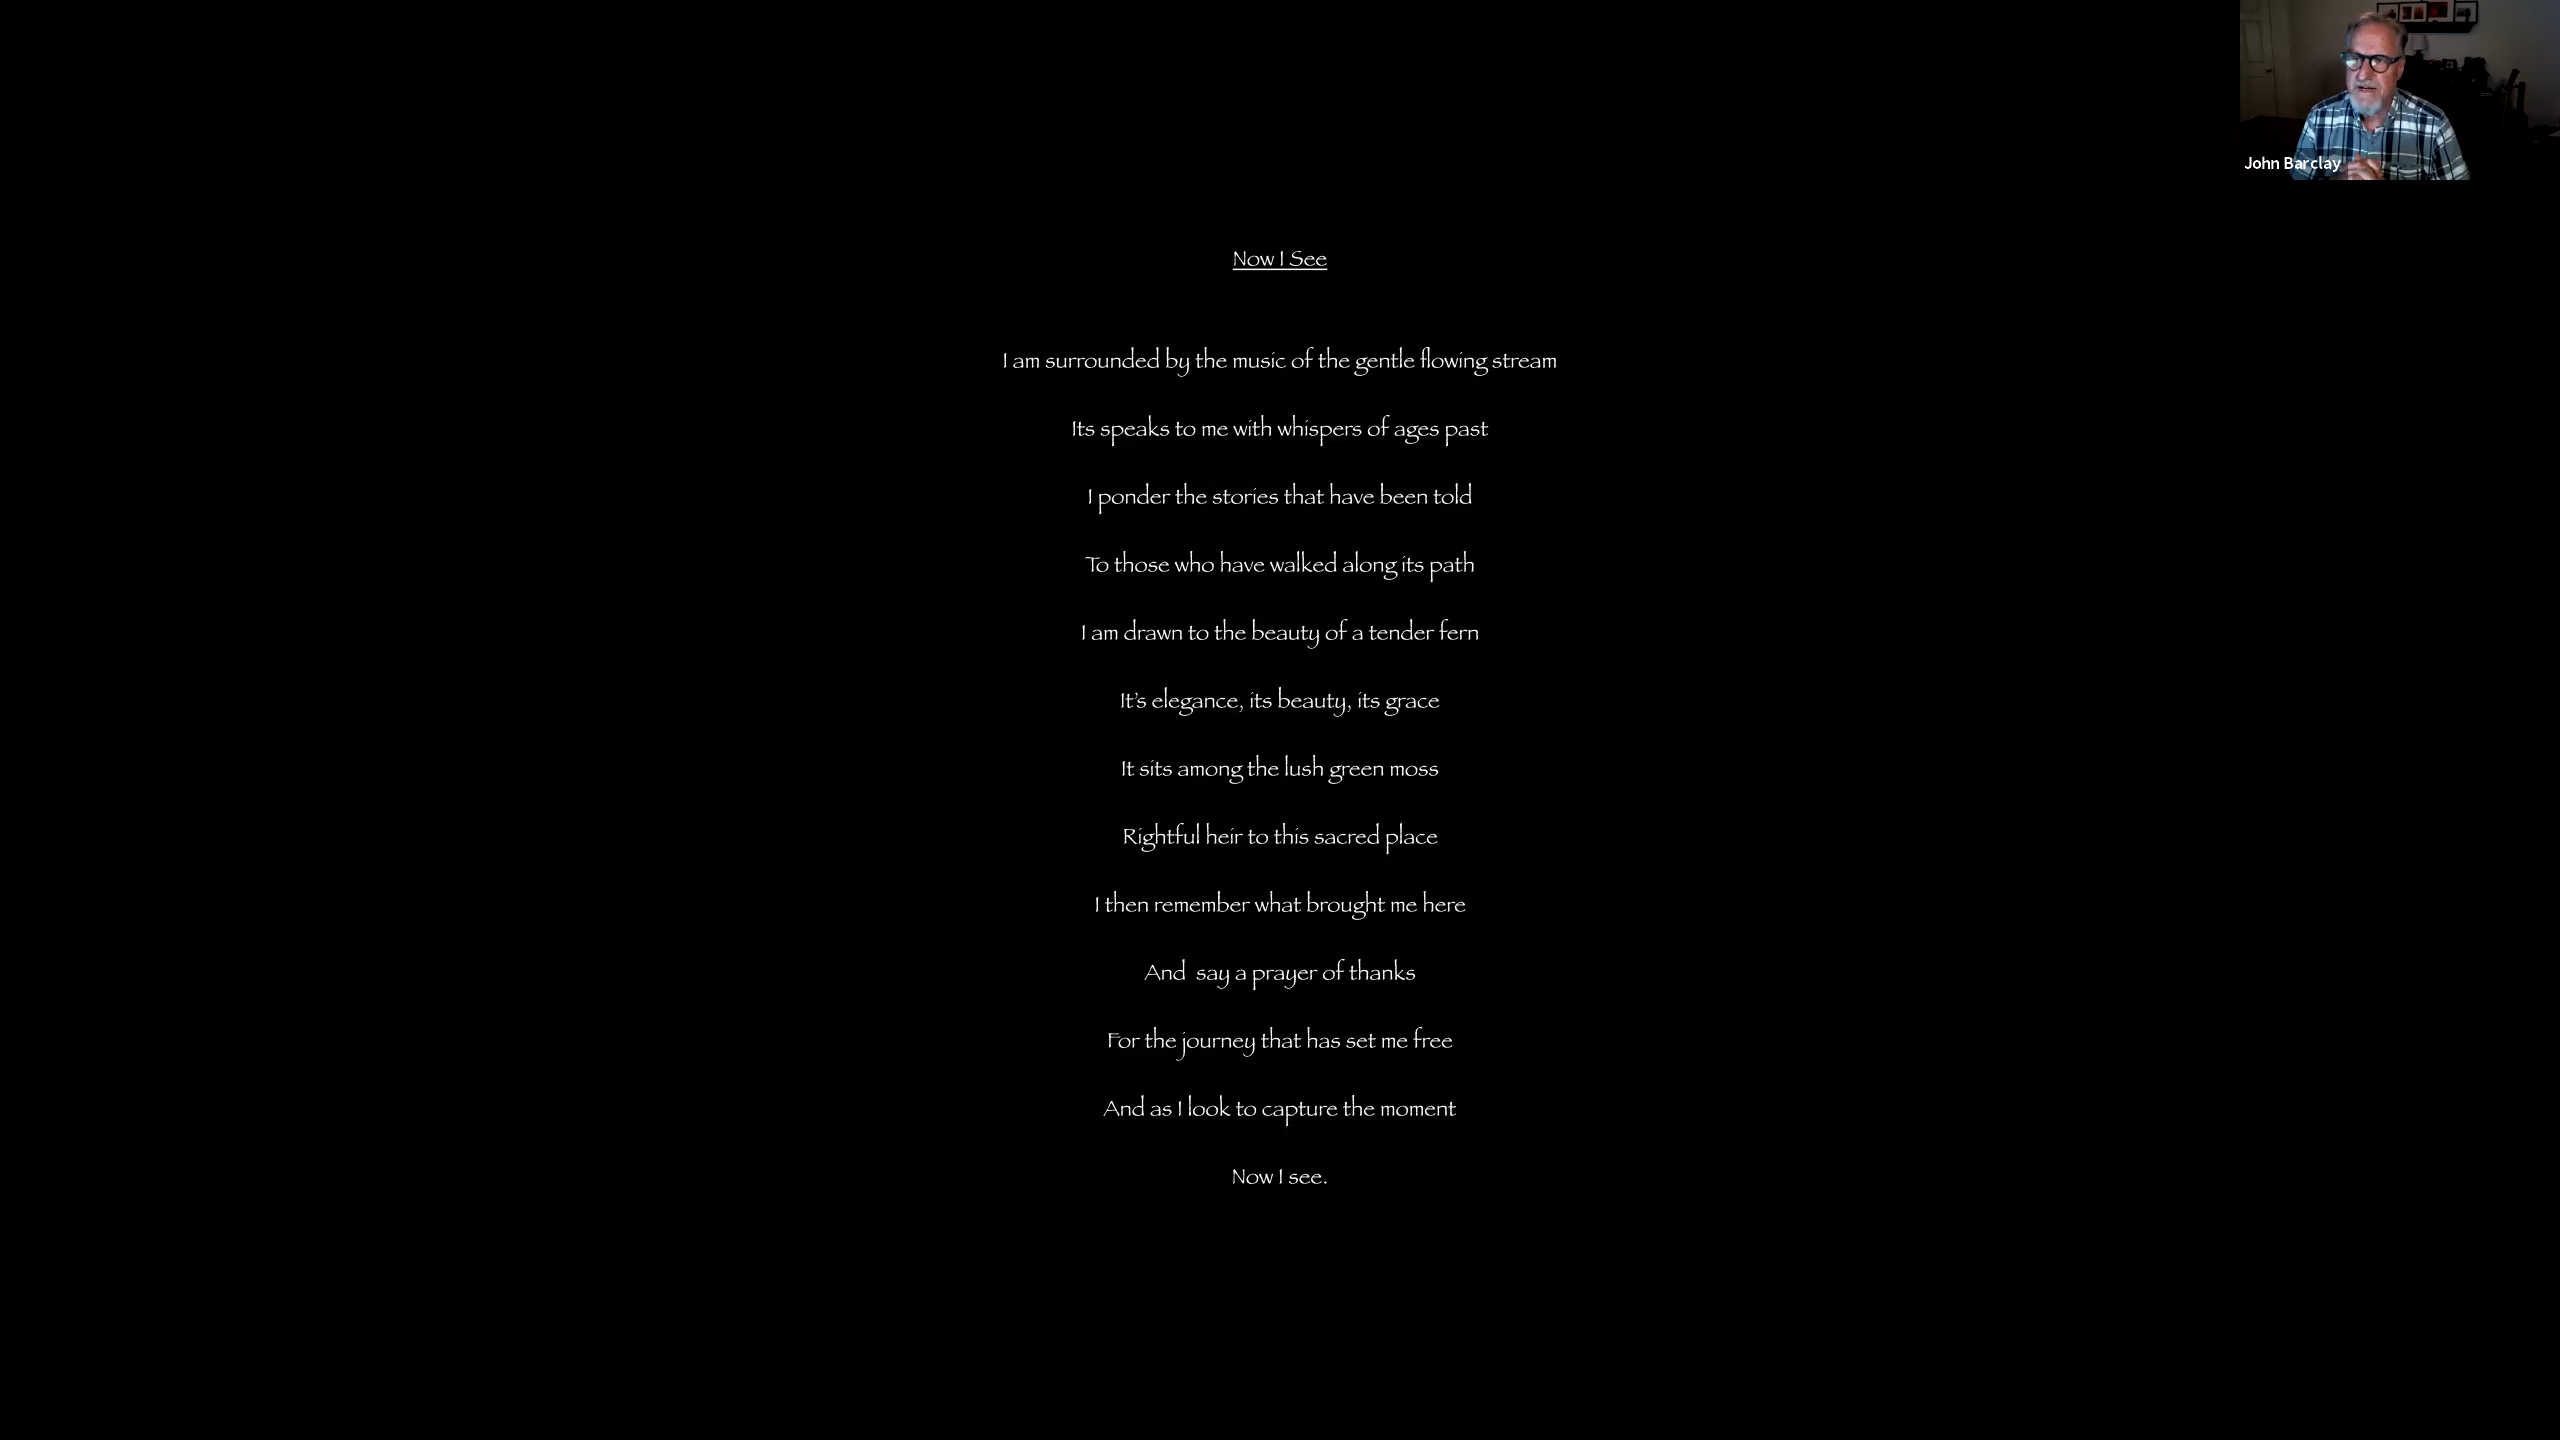 John Barclay
Now I See
I am surrounded by the music of the gentle flowing stream
Its speaks to me with whispers of ages past
I ponder the stories that have been told
To those who have walked along its path
I am drawn to the beauty of a tender fern
It's elegance, its beauty, its grace
It sits among the lush green moss
Rightful heir to this sacred place
I then remember what brought me here
And  say a prayer of thanks
For the journey that has set me free
And as I look to capture the moment
Now I see.